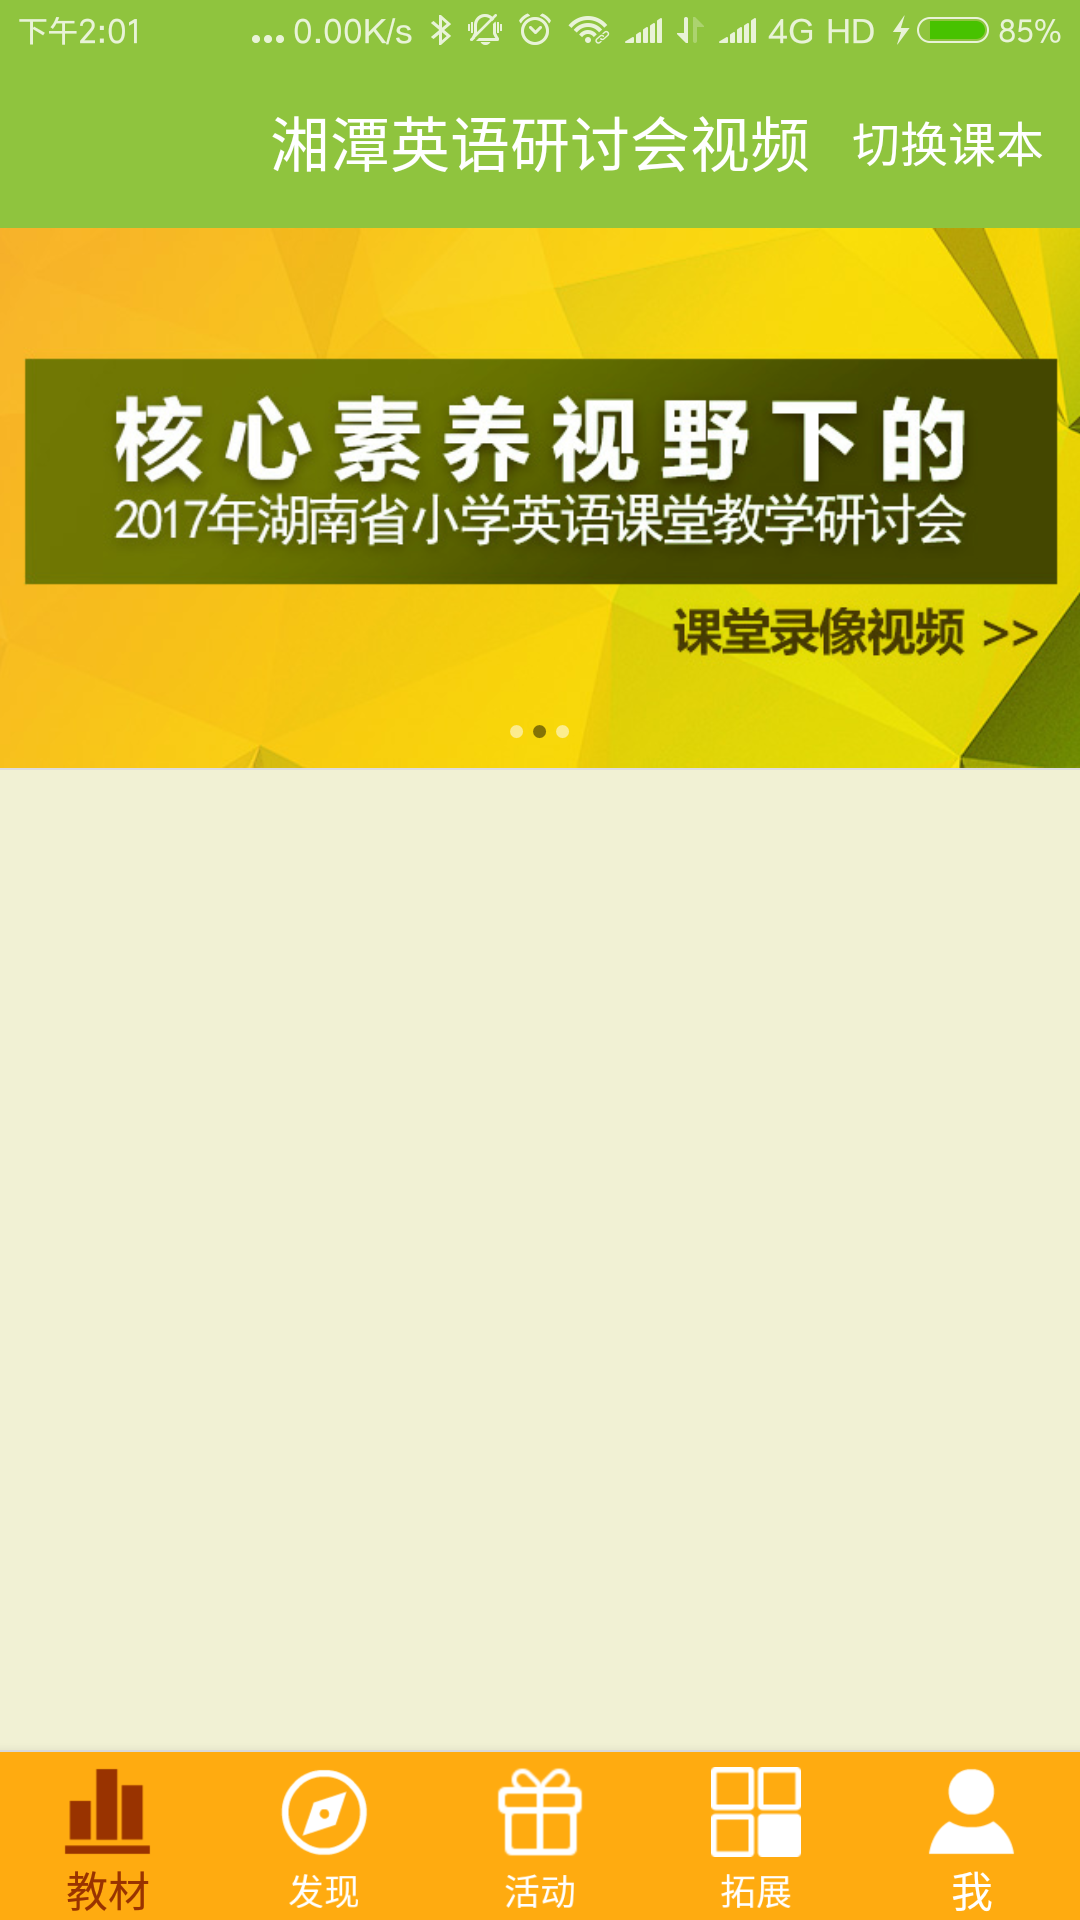 下午2:01 ... 0.00K/s 4G HD 85%
湘潭英语研讨会视频 切换课本
核心素养视野下的
2017年湖南省小学英语课堂教学研讨会
课堂录像视频 >>
教材 发现 活动 拓展 我